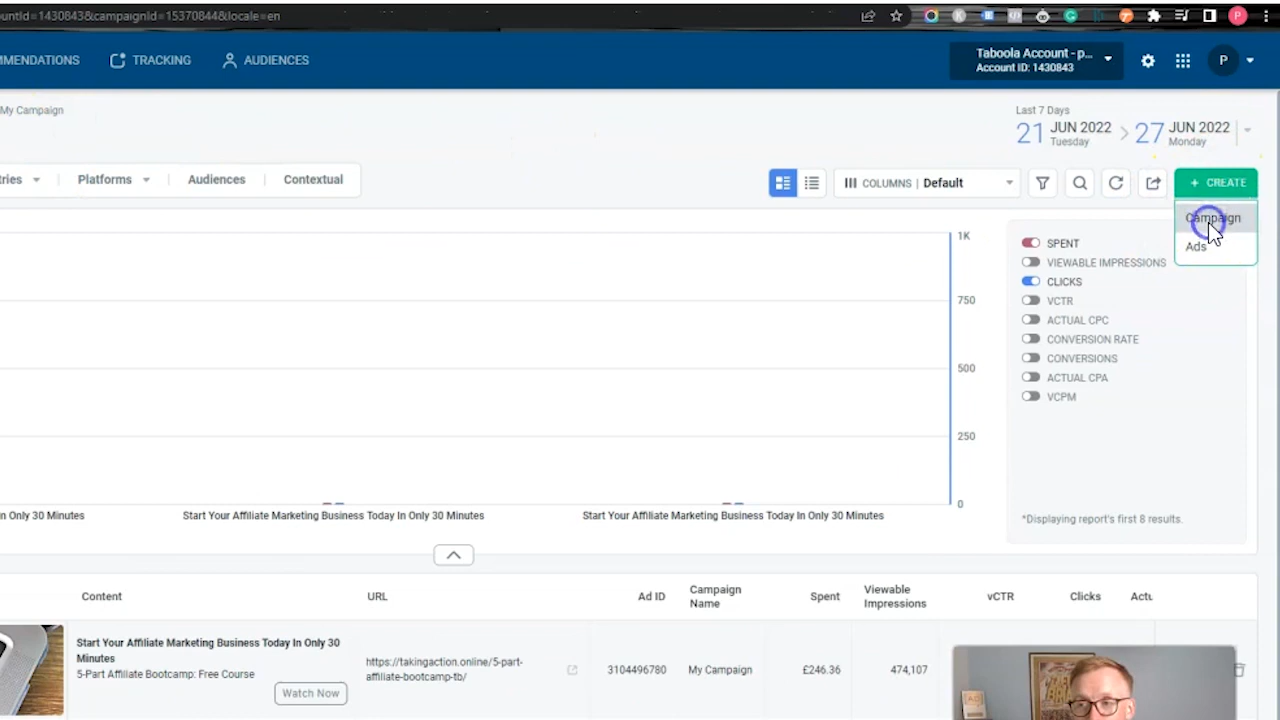 ountId=1430843&campaignId=15370844&locale=en
MMENDATIONS
TRACKING
AUDIENCES
Taboola Account - p...
Account ID: 1430843
P
My Campaign
Last 7 Days
21 JUN 2022 Tuesday
27 JUN 2022 Monday
ries
Platforms
Audiences
Contextual
COLUMNS | Default
+ CREATE
Campaign
Ads
1K
750
500
250
0
SPENT
VIEWABLE IMPRESSIONS
CLICKS
VCTR
ACTUAL CPC
CONVERSION RATE
CONVERSIONS
ACTUAL CPA
VCPM
*Displaying report's first 8 results.
n Only 30 Minutes
Start Your Affiliate Marketing Business Today In Only 30 Minutes
Start Your Affiliate Marketing Business Today In Only 30 Minutes
Content
URL
Ad ID
Campaign
Name
Spent
Viewable
Impressions
vCTR
Clicks
Actu
Start Your Affiliate Marketing Business Today In Only 30
Minutes
5-Part Affiliate Bootcamp: Free Course
Watch Now
https://takingaction.online/5-part-
affiliate-bootcamp-tb/
3104496780
My Campaign
£246.36
474,107